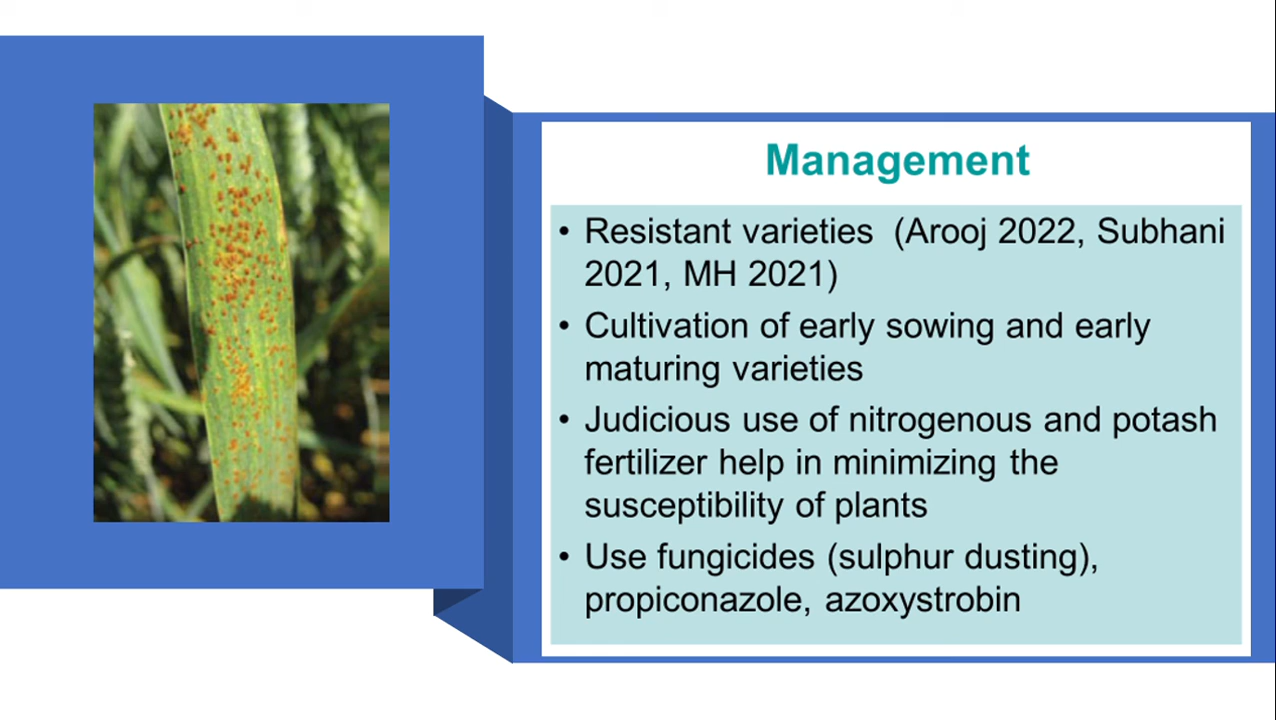 Management
• Resistant varieties (Arooj 2022, Subhani
2021, MH 2021)
• Cultivation of early sowing and early
maturing varieties
• Judicious use of nitrogenous and potash
fertilizer help in minimizing the
susceptibility of plants
• Use fungicides (sulphur dusting),
propiconazole, azoxystrobin